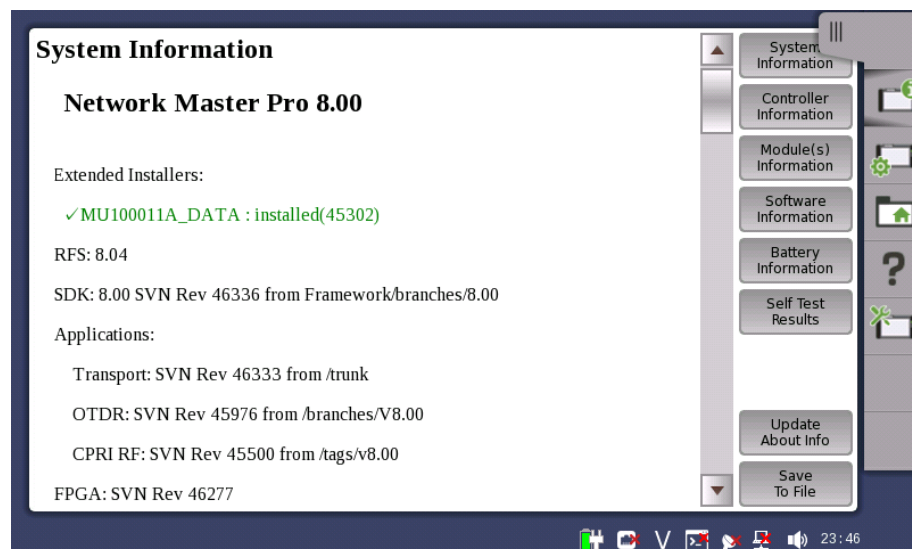 System Information
Network Master Pro 8.00
Extended Installers:
✓MU100011A_DATA : installed(45302)
RFS: 8.04
SDK: 8.00 SVN Rev 46336 from Framework/branches/8.00
Applications:
Transport: SVN Rev 46333 from /trunk
OTDR: SVN Rev 45976 from /branches/V8.00
CPRI RF: SVN Rev 45500 from /tags/v8.00
FPGA: SVN Rev 46277
System
Information
Controller
Information
Module(s)
Information
Software
Information
Battery
Information
Self Test
Results
Update
About Info
Save
To File
?
V
23:46